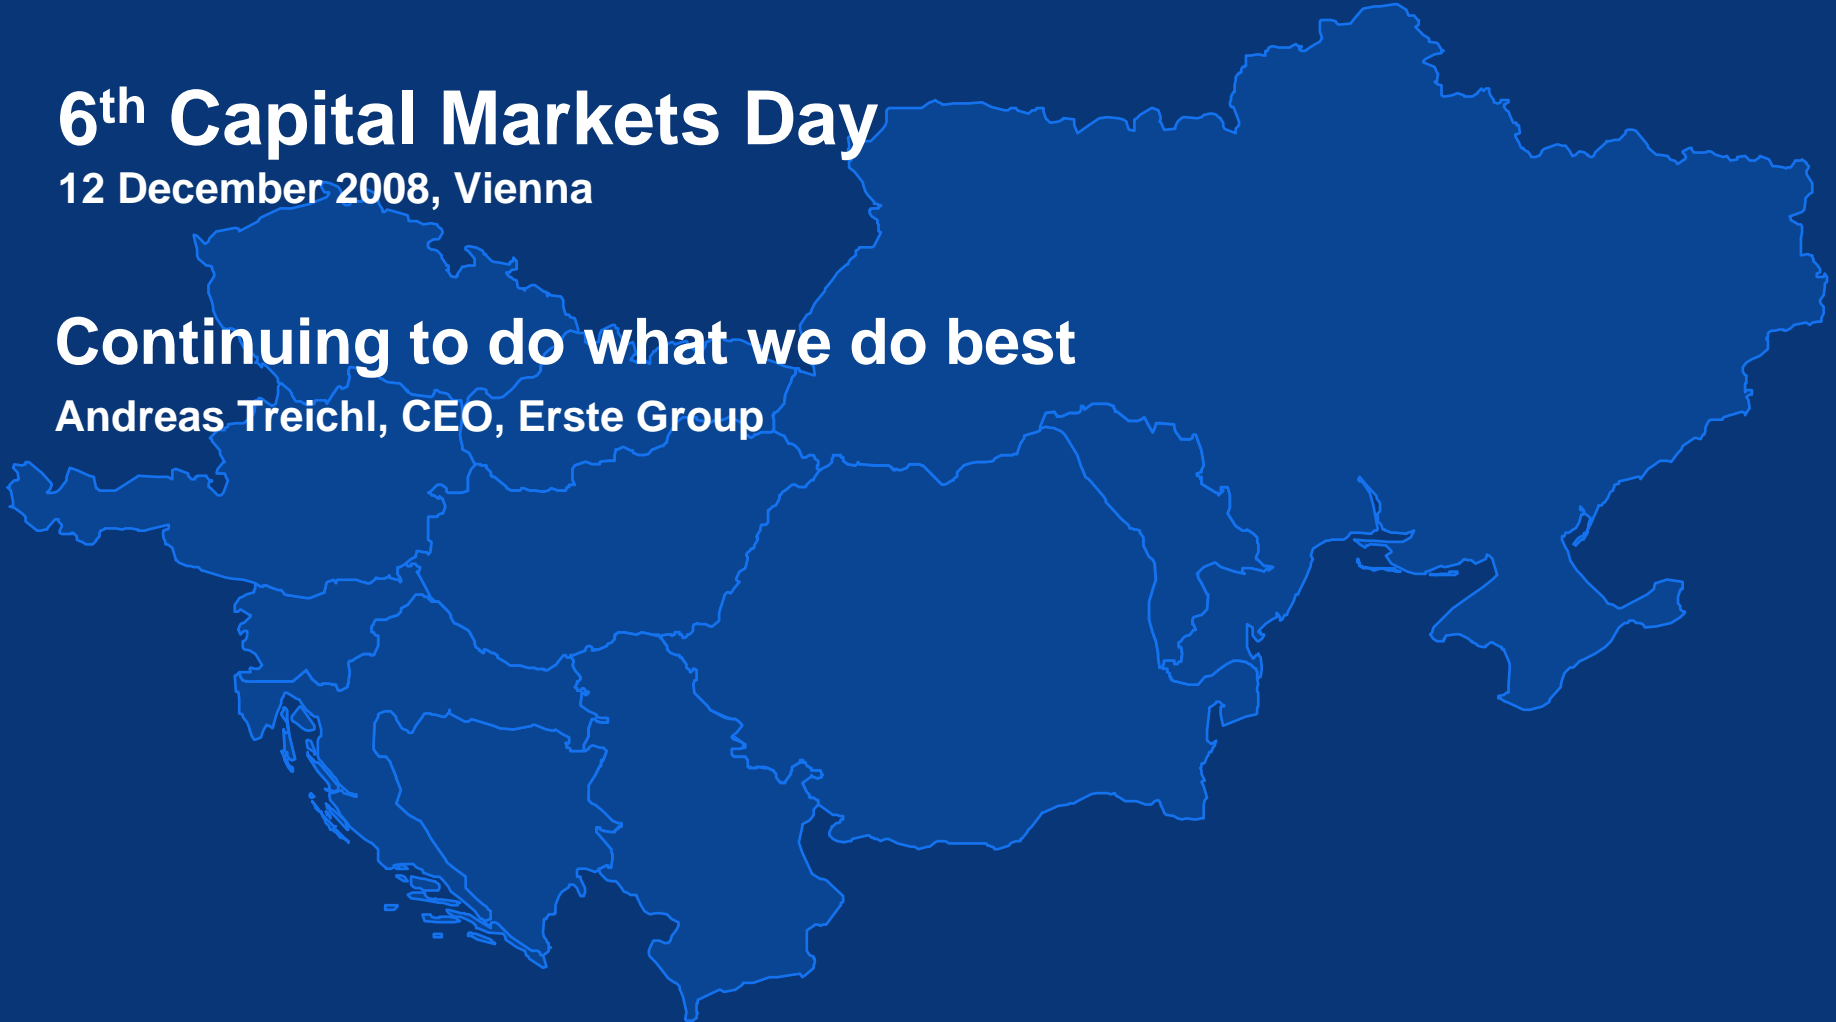 6th Capital Markets Day
12 December 2008, Vienna
Continuing to do what we do best
Andreas Treichl, CEO, Erste Group